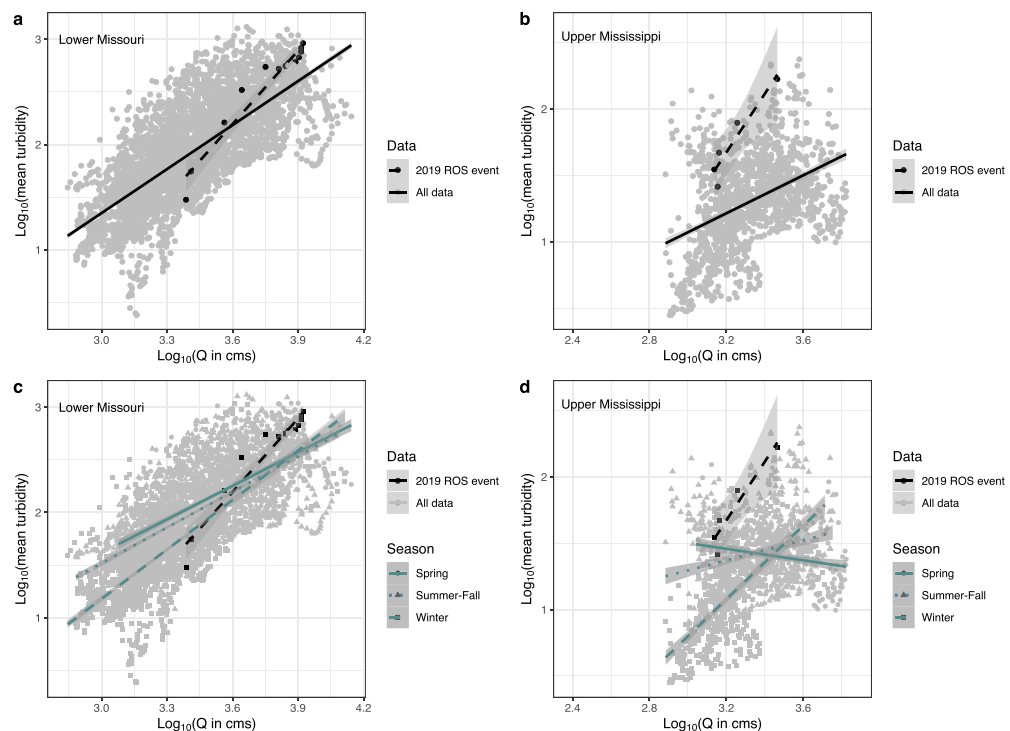 a
Lower Missouri
3
2
1
Log10(mean turbidity)
3.0 3.3 3.6 3.9 4.2
Log10(Q in cms)
Data
2019 ROS event
All data
b
Upper Mississippi
2
1
Log10(mean turbidity)
2.4 2.8 3.2 3.6
Log10(Q in cms)
Data
2019 ROS event
All data
c
Lower Missouri
3
2
1
Log10(mean turbidity)
3.0 3.3 3.6 3.9 4.2
Log10(Q in cms)
Data
2019 ROS event
All data
Season
Spring
Summer-Fall
Winter
d
Upper Mississippi
2
1
Log10(mean turbidity)
2.4 2.8 3.2 3.6
Log10(Q in cms)
Data
2019 ROS event
All data
Season
Spring
Summer-Fall
Winter